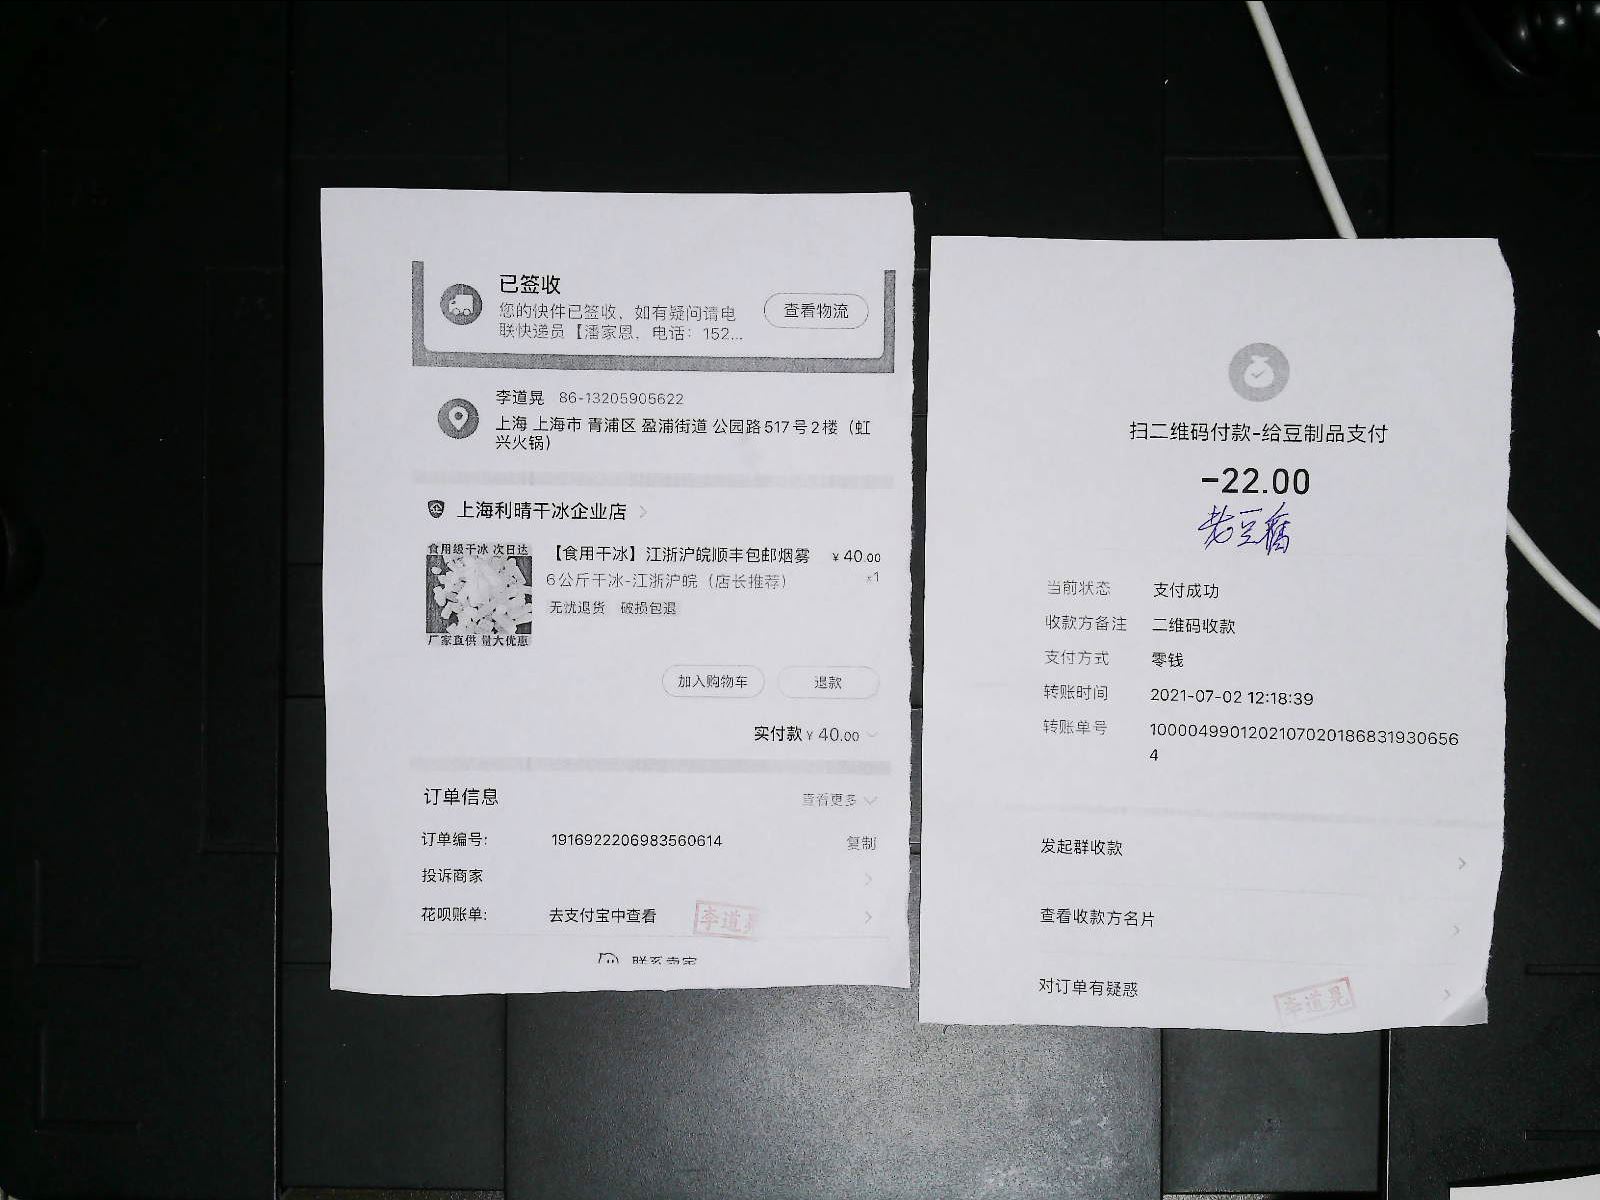 已签收
您的快件已签收、如有疑问请电
联快递员【潘家恩，电话：152...
查看物流
李道晃 86-13205905622
上海 上海市 青浦区 盈浦街道 公园路517号2楼（虹
兴火锅）
上海利晴干冰企业店
食用级干冰 次日达
厂家直供 量大优惠
【食用干冰】江浙沪皖顺丰包邮烟雾 ¥40.00
6公斤干冰-江浙沪皖（店长推荐） x1
无忧退货 破损包退
加入购物车 退款
实付款 ¥40.00
订单信息 查看更多
订单编号: 1916922206983560614 复制
投诉商家
花呗账单: 去支付宝中查看
李道晃
联系卖家
扫二维码付款-给豆制品支付
-22.00
老豆腐
当前状态 支付成功
收款方备注 二维码收款
支付方式 零钱
转账时间 2021-07-02 12:18:39
转账单号 1000049901202107020186831930656
4
发起群收款
查看收款方名片
对订单有疑惑
李道晃